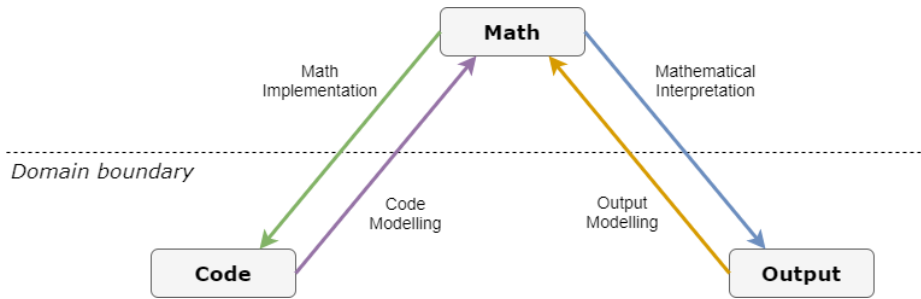 Math
Math
Implementation
Mathematical
Interpretation
Domain boundary
Code
Modelling
Output
Modelling
Code
Output